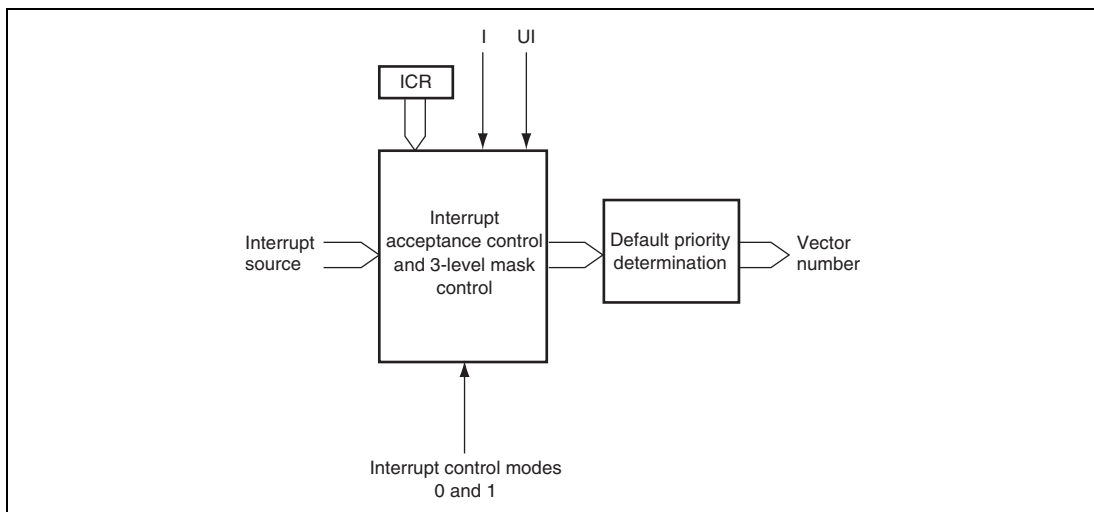 I
UI
ICR
Interrupt
acceptance control
and 3-level mask
control
Interrupt
source
Default priority
determination
Vector
number
Interrupt control modes
0 and 1